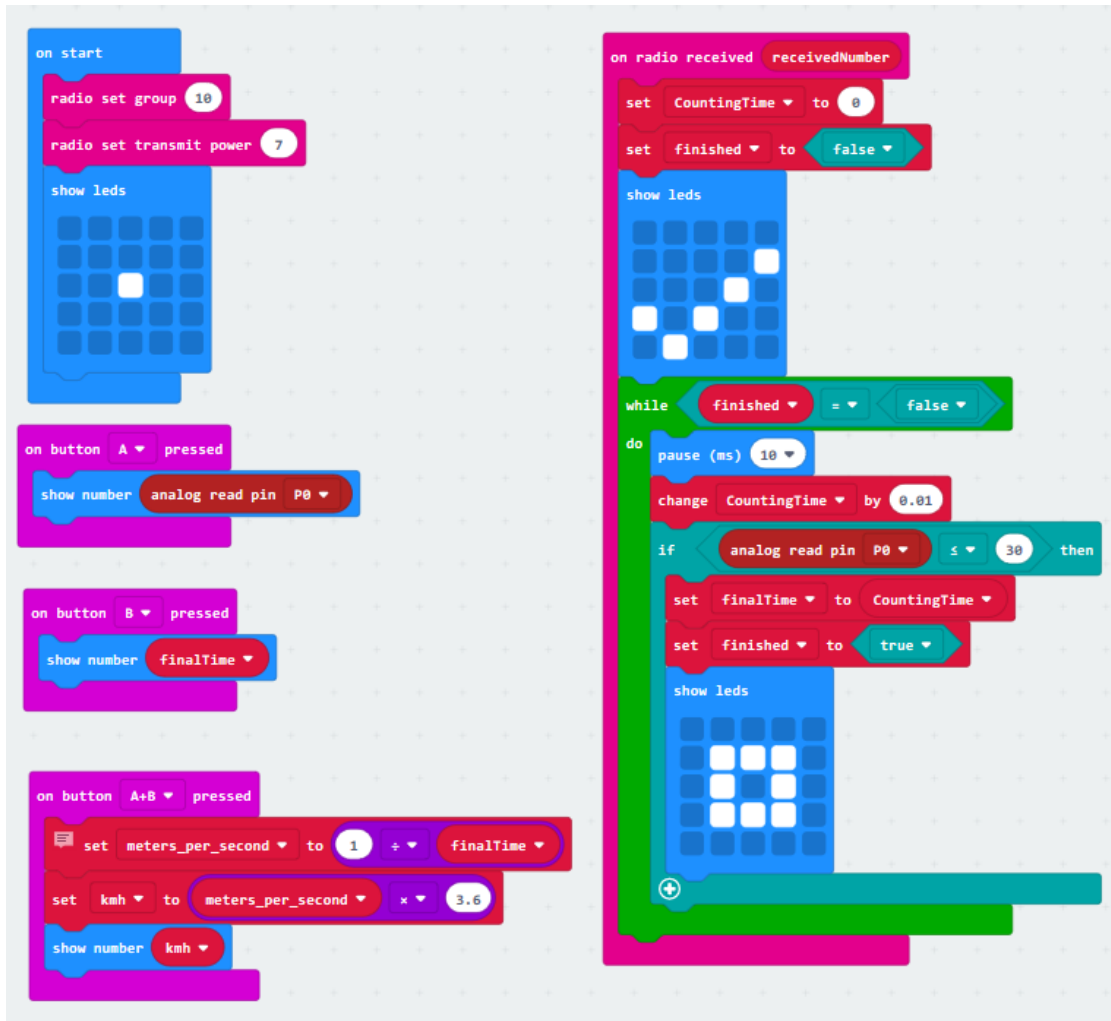 on start
radio set group 10
radio set transmit power 7
show leds
on button A pressed
show number analog read pin P0
on button B pressed
show number finalTime
on button A+B pressed
set meters_per_second to 1 ÷ finalTime
set kmh to meters_per_second × 3.6
show number kmh
on radio received receivedNumber
set CountingTime to 0
set finished to false
show leds
while finished = false
do
pause (ms) 10
change CountingTime by 0.01
if analog read pin P0 ≤ 30 then
set finalTime to CountingTime
set finished to true
show leds